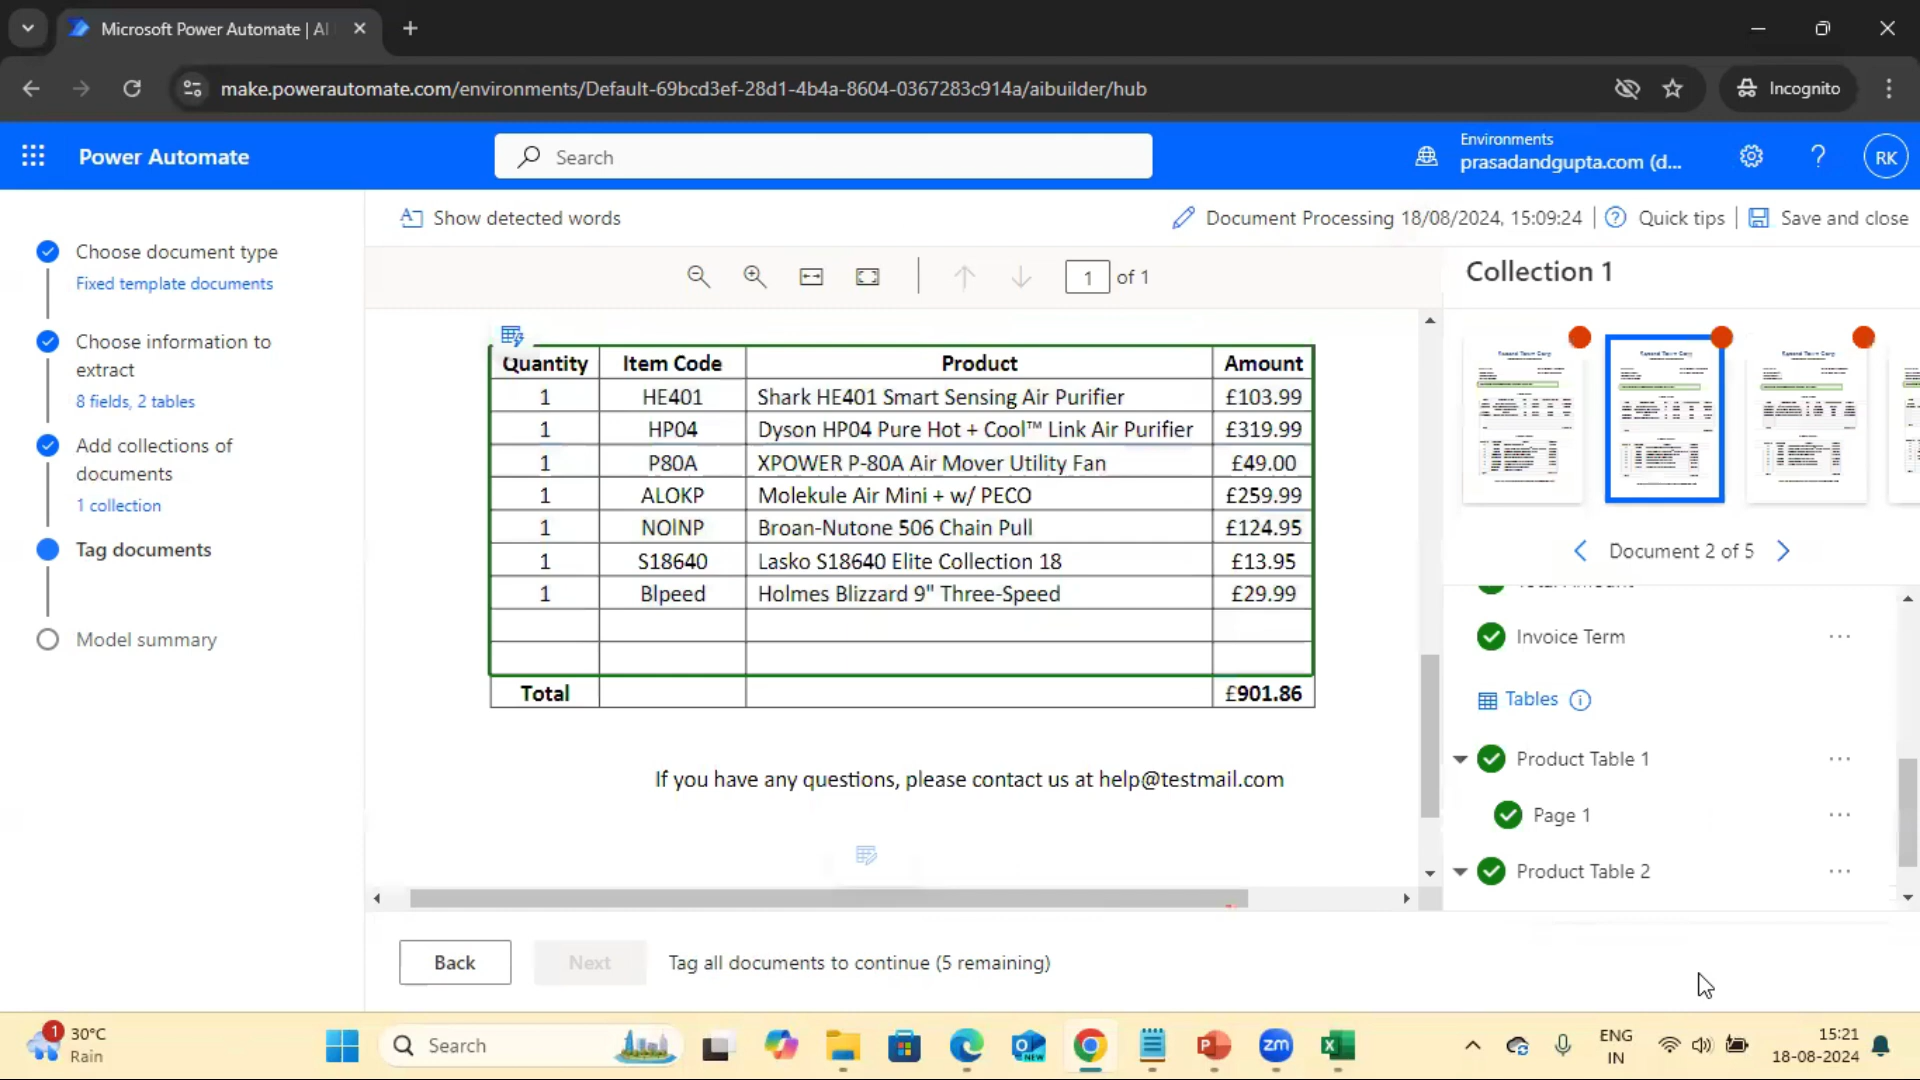 Microsoft Power Automate | AI
make.powerautomate.com/environments/Default-69bcd3ef-28d1-4b4a-8604-0367283c914a/aibuilder/hub
Incognito
Power Automate
Search
Environments
prasadandgupta.com (d...
RK
Show detected words
Document Processing 18/08/2024, 15:09:24
Quick tips
Save and close
Choose document type
Fixed template documents
Choose information to
extract
8 fields, 2 tables
Add collections of
documents
1 collection
Tag documents
Model summary
1 of 1
Quantity Item Code Product Amount
1 HE401 Shark HE401 Smart Sensing Air Purifier £103.99
1 HP04 Dyson HP04 Pure Hot + Cool™ Link Air Purifier £319.99
1 P80A XPOWER P-80A Air Mover Utility Fan £49.00
1 ALOKP Molekule Air Mini + w/ PECO £259.99
1 NOINP Broan-Nutone 506 Chain Pull £124.95
1 S18640 Lasko S18640 Elite Collection 18 £13.95
1 Blpeed Holmes Blizzard 9" Three-Speed £29.99
Total £901.86
If you have any questions, please contact us at help@testmail.com
Collection 1
Document 2 of 5
Invoice Term
Tables
Product Table 1
Page 1
Product Table 2
Back
Next
Tag all documents to continue (5 remaining)
1
30°C
Rain
Search
ENG
IN
15:21
18-08-2024